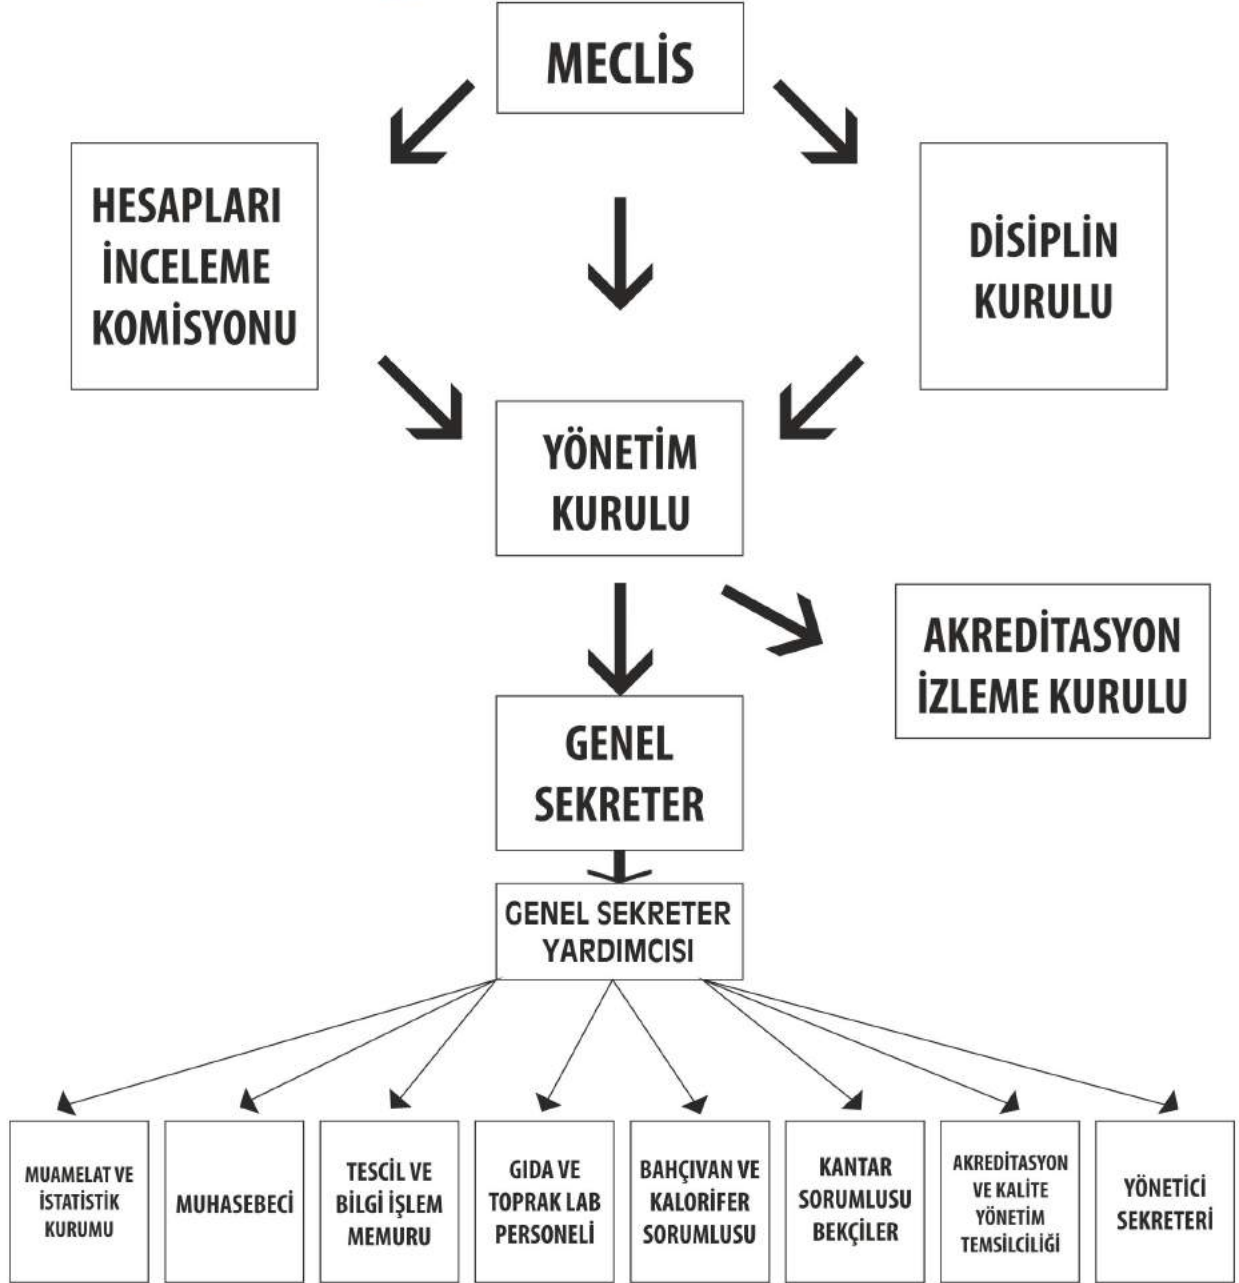 MECLİS
HESAPLARI
İNCELEME
KOMİSYONU
DİSİPLİN
KURULU
YÖNETİM
KURULU
AKREDİTASYON
İZLEME KURULU
GENEL
SEKRETER
GENEL SEKRETER
YARDIMCISI
MUAMELAT VE
İSTATİSTİK
KURUMU
MUHASEBECİ
TESCİL VE
BİLGİ İŞLEM
MEMURU
GIDA VE
TOPRAK LAB
PERSONELİ
BAHÇIVAN VE
KALORİFER
SORUMLUSU
KANTAR
SORUMLUSU
BEKÇİLER
AKREDİTASYON
VE KALİTE
YÖNETİM
TEMSİLCİLİĞİ
YÖNETİCİ
SEKRETERİ